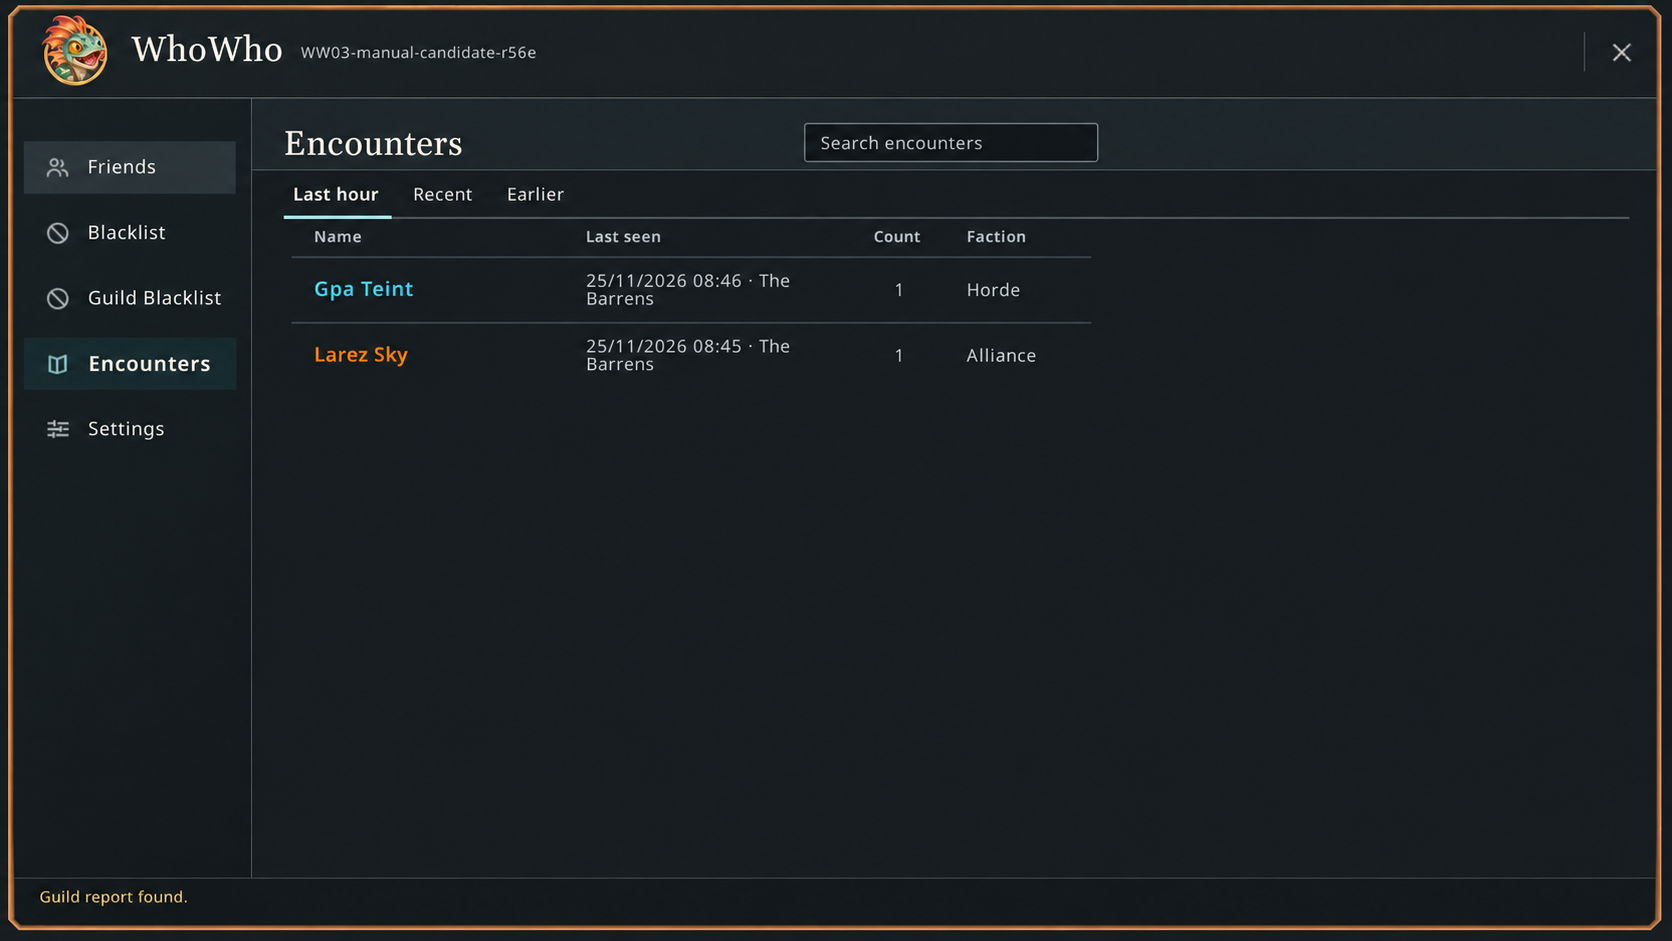 WhoWho WW03-manual-candidate-r56e
Friends
Blacklist
Guild Blacklist
Encounters
Settings
Encounters
Search encounters
Last hour Recent Earlier
Name Last seen Count Faction
Gpa Teint 25/11/2026 08:46 · The
Barrens 1 Horde
Larez Sky 25/11/2026 08:45 · The
Barrens 1 Alliance
Guild report found.